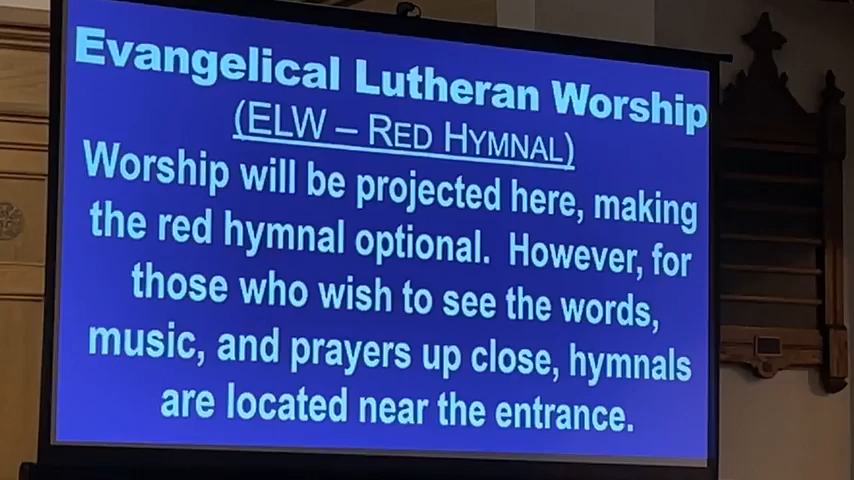 Evangelical Lutheran Worship
(ELW – RED HYMNAL)
Worship will be projected here, making
the red hymnal optional. However, for
those who wish to see the words,
music, and prayers up close, hymnals
are located near the entrance.